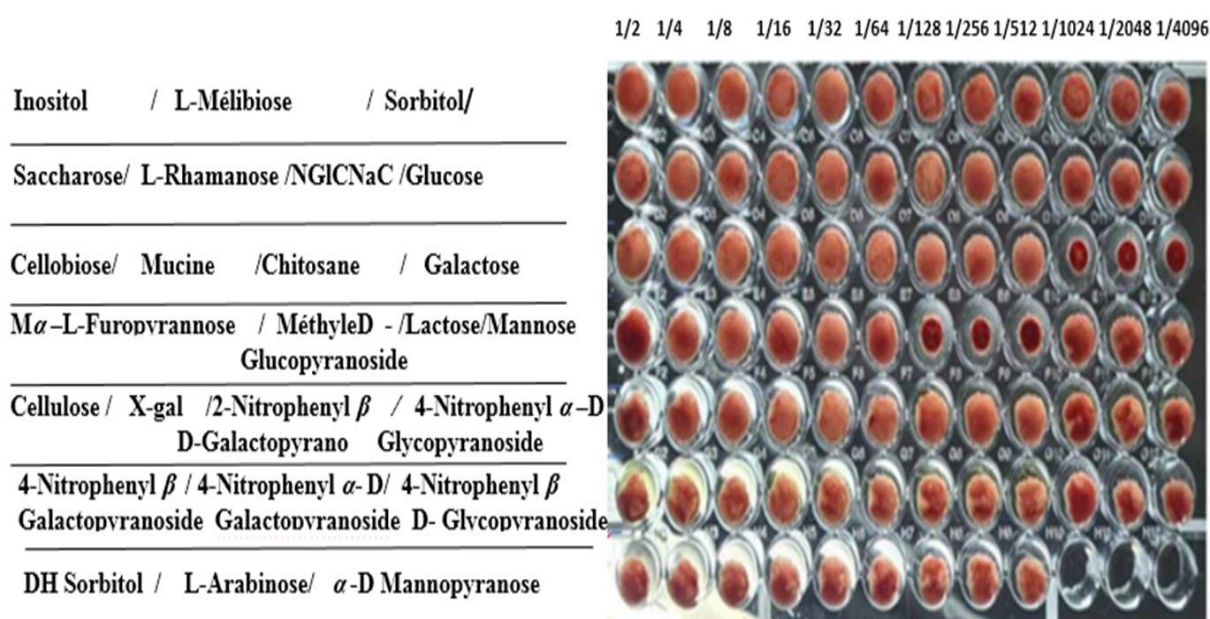 1/2 1/4 1/8 1/16 1/32 1/64 1/128 1/256 1/512 1/1024 1/2048 1/4096
Inositol / L-Mélibiose / Sorbitol/
Saccharose/ L-Rhamanose /NGlCNaC /Glucose
Cellobiose/ Mucine /Chitosane / Galactose
Mα–L-Furopyrannose / MéthyleD - /Lactose/Mannose
Glucopyranoside
Cellulose / X-gal /2-Nitrophenyl β / 4-Nitrophenyl α–D
D-Galactopyrano Glycopyranoside
4-Nitrophenyl β / 4-Nitrophenyl α- D/ 4-Nitrophenyl β
Galactopyranoside Galactopyranoside D- Glycopyranoside
DH Sorbitol / L-Arabinose/ α-D Mannopyranose